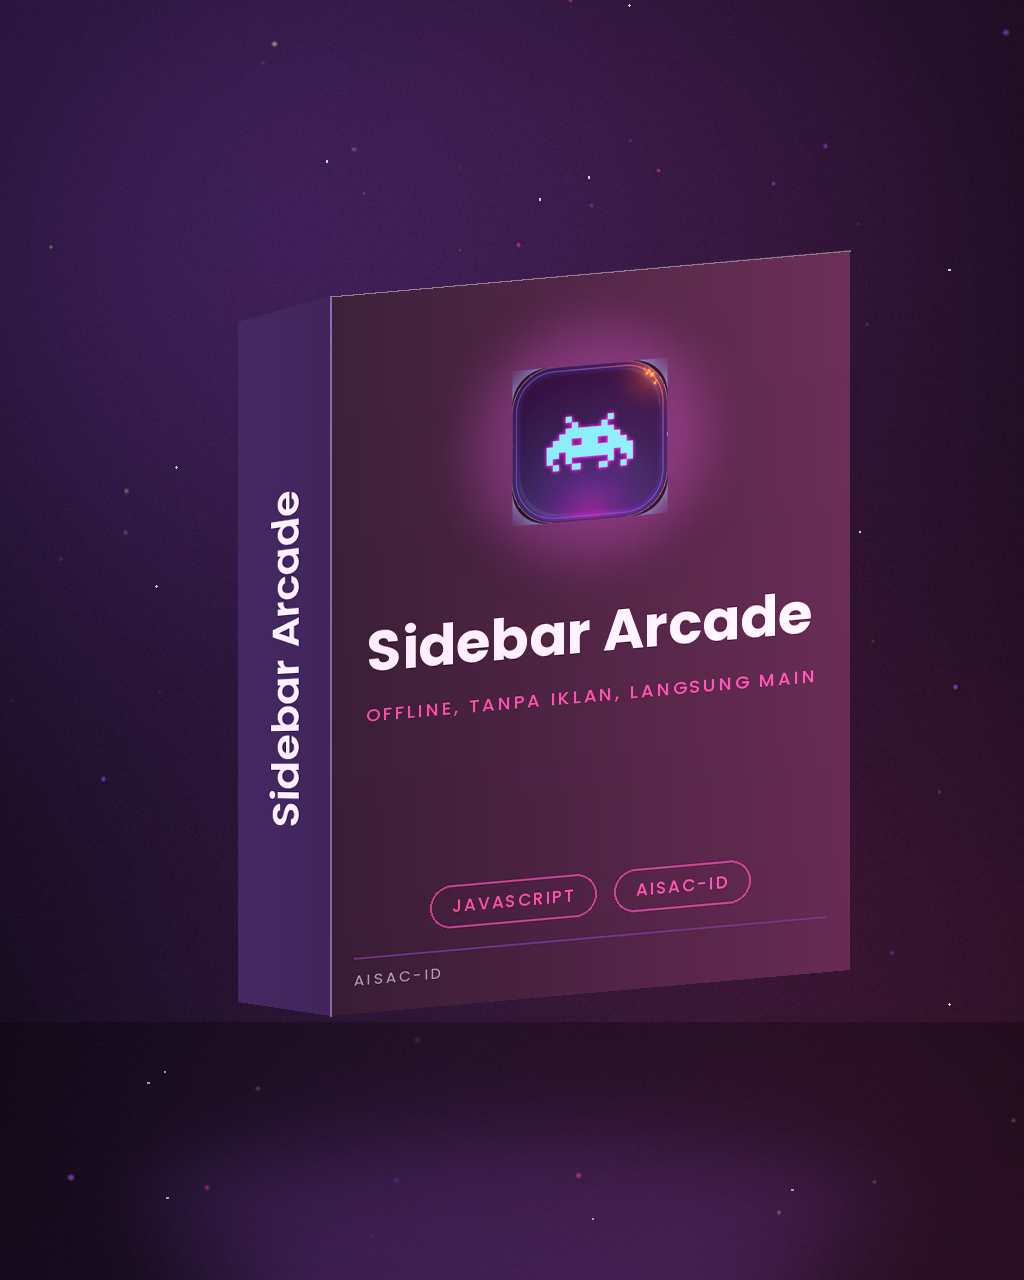 Sidebar Arcade
Sidebar Arcade
OFFLINE, TANPA IKLAN, LANGSUNG MAIN
JAVASCRIPT
AISAC-ID
AISAC-ID